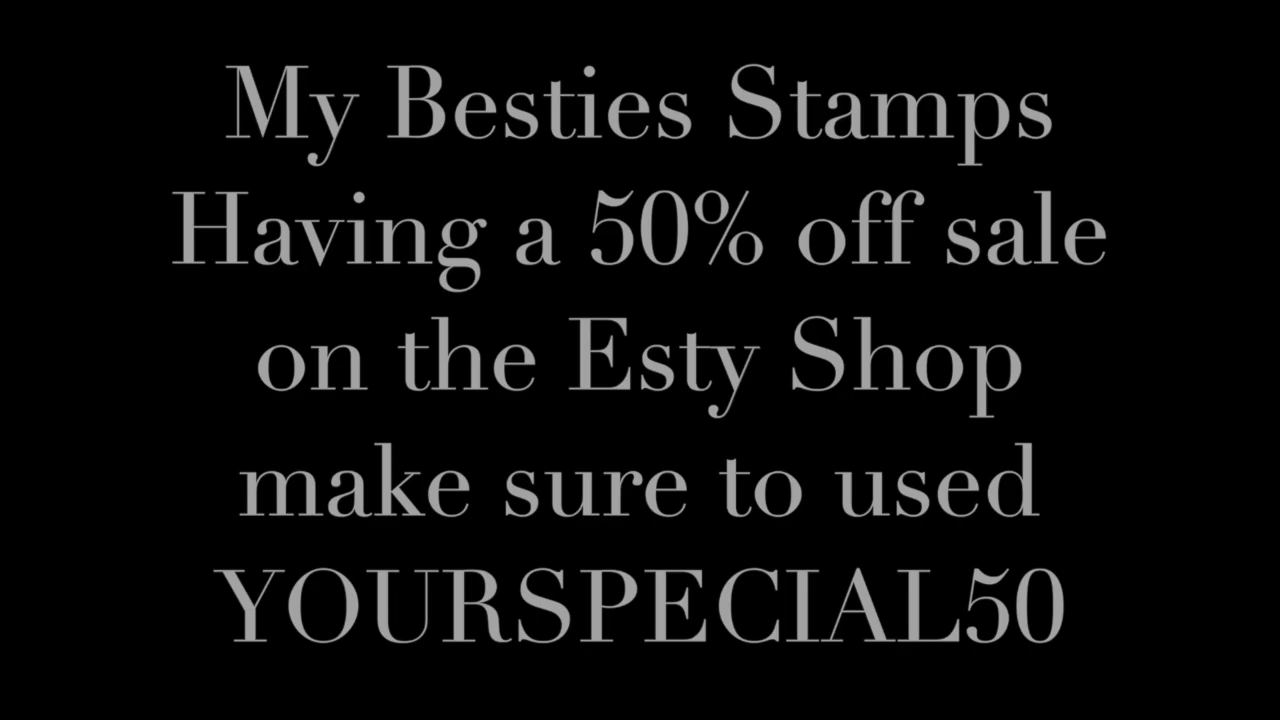 My Besties Stamps
Having a 50% off sale
on the Esty Shop
make sure to used
YOURSPECIAL50